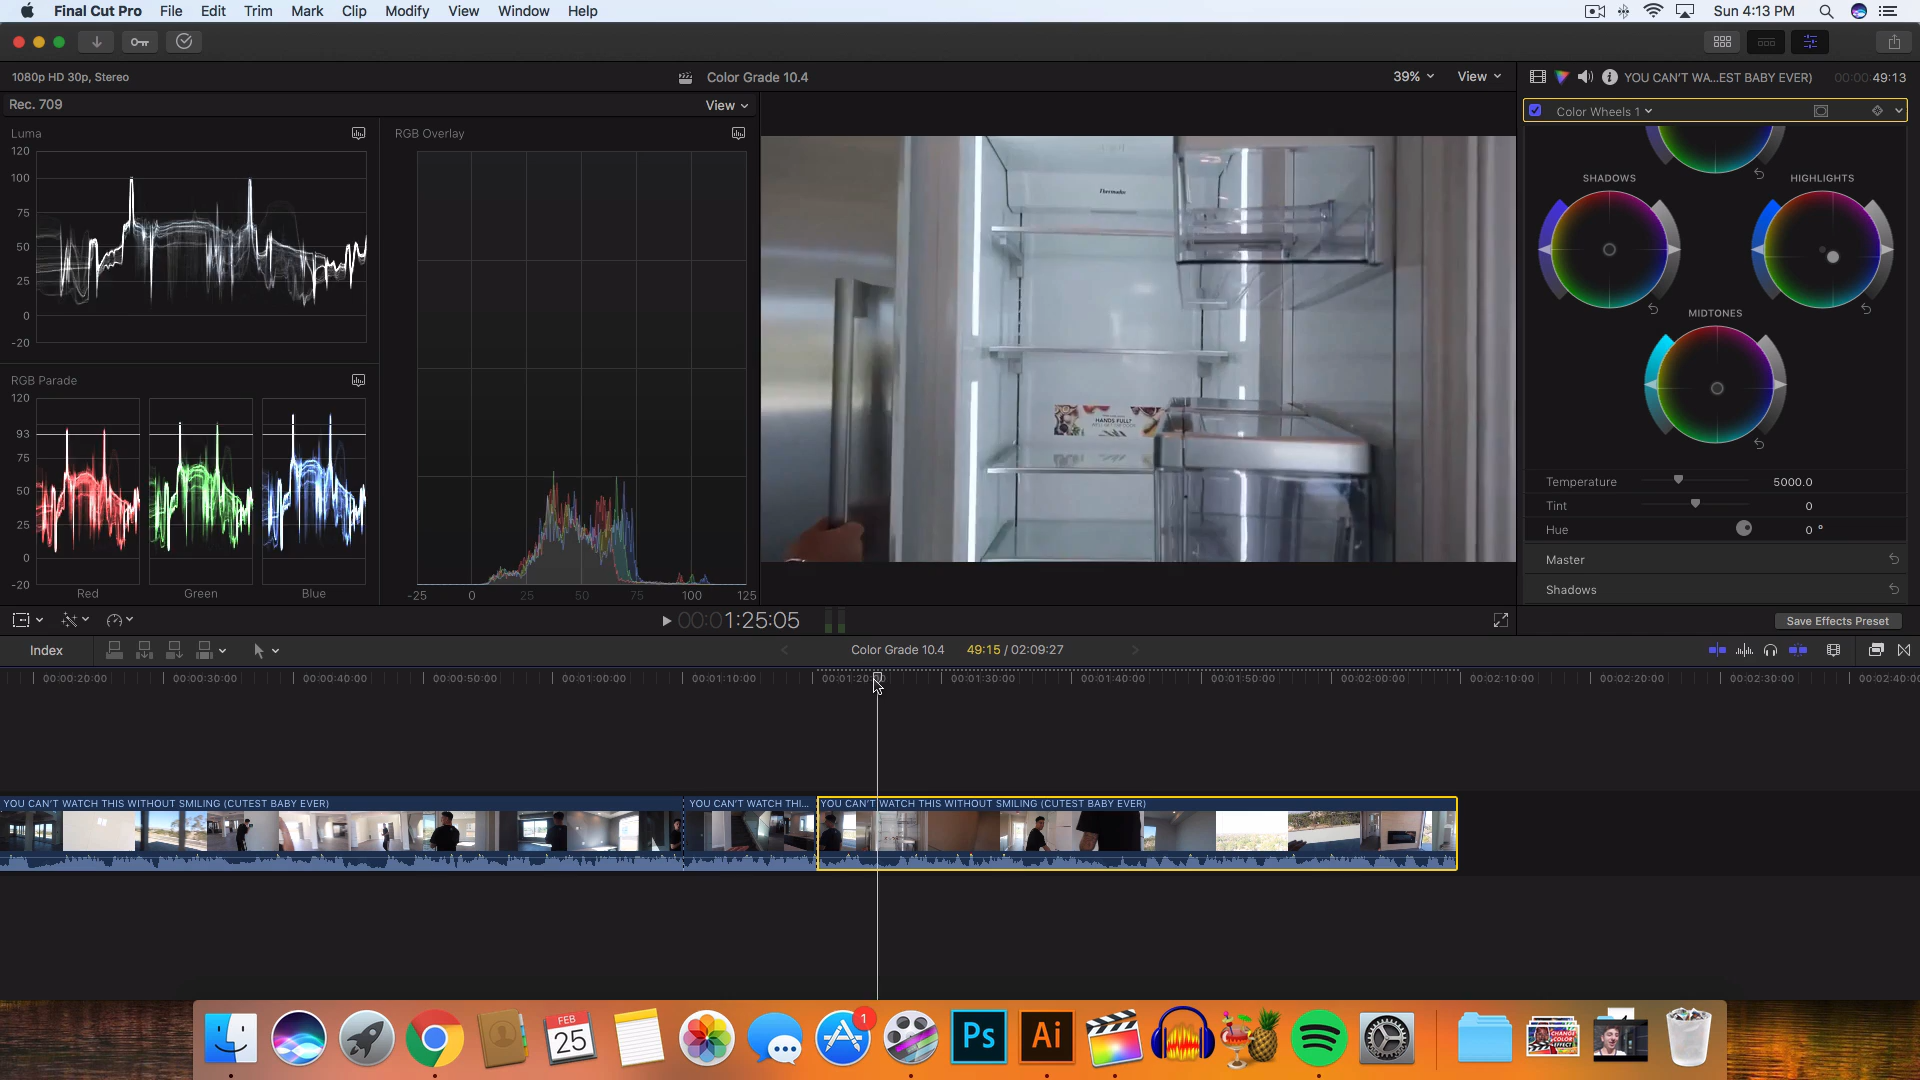 Final Cut Pro File Edit Trim Mark Clip Modify View Window Help Sun 4:13 PM
1080p HD 30p, Stereo Color Grade 10.4 39% View YOU CAN'T WA...EST BABY EVER) 00:00:49:13
Rec. 709 View
Color Wheels 1
Luma
120
100
75
50
25
0
-20
RGB Overlay
-25 0 25 50 75 100 125
RGB Parade
120
93
75
50
25
0
-20
Red Green Blue
Thermador
HANDS FULL?
SHADOWS
HIGHLIGHTS
MIDTONES
Temperature 5000.0
Tint 0
Hue 0 °
Master
Shadows
00:00:1:25:05
Save Effects Preset
Index Color Grade 10.4 49:15 / 02:09:27
00:00:20:00 00:00:30:00 00:00:40:00 00:00:50:00 00:01:00:00 00:01:10:00 00:01:20:00 00:01:30:00 00:01:40:00 00:01:50:00 00:02:00:00 00:02:10:00 00:02:20:00 00:02:30:00 00:02:40:00
YOU CAN'T WATCH THIS WITHOUT SMILING (CUTEST BABY EVER) YOU CAN'T WATCH THI... YOU CAN'T WATCH THIS WITHOUT SMILING (CUTEST BABY EVER)
FEB
25
1
Ps
Ai
CHANGE
COLOR
EFFECT